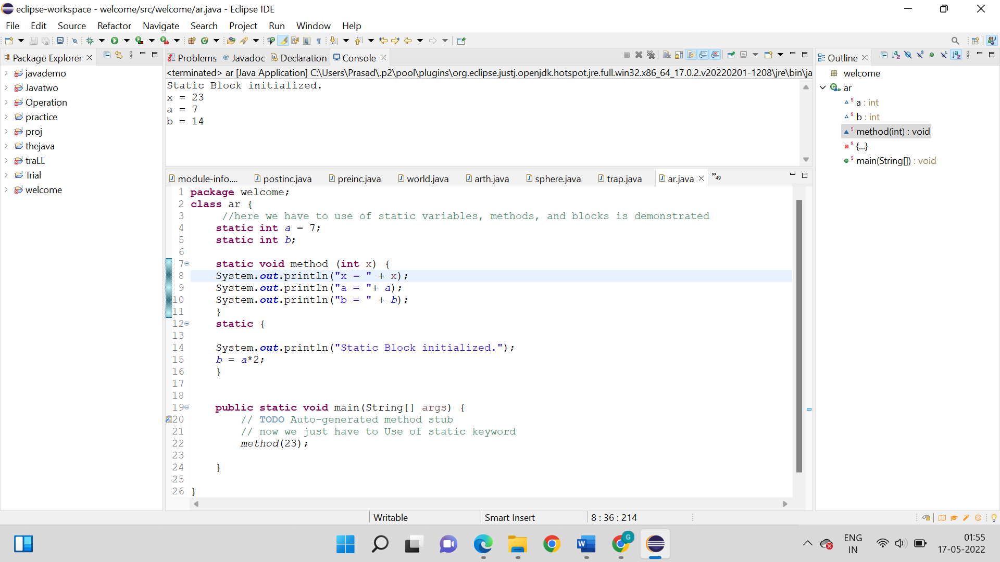 eclipse-workspace - welcome/src/welcome/ar.java - Eclipse IDE
File Edit Source Refactor Navigate Search Project Run Window Help
Package Explorer
javademo
Javatwo
Operation
practice
proj
thejava
traLL
Trial
welcome
Problems @ Javadoc Declaration Console
<terminated> ar [Java Application] C:\Users\Prasad\.p2\pool\plugins\org.eclipse.justj.openjdk.hotspot.jre.full.win32.x86_64_17.0.2.v20220201-1208\jre\bin\ja
Static Block initialized.
x = 23
a = 7
b = 14
module-info.... postinc.java preinc.java world.java arth.java sphere.java trap.java ar.java »49
1 package welcome;
2 class ar {
3 //here we have to use of static variables, methods, and blocks is demonstrated
4 static int a = 7;
5 static int b;
6
7 static void method (int x) {
8 System.out.println("x = " + x);
9 System.out.println("a = "+ a);
10 System.out.println("b = " + b);
11 }
12 static {
13
14 System.out.println("Static Block initialized.");
15 b = a*2;
16 }
17
18
19 public static void main(String[] args) {
20 // TODO Auto-generated method stub
21 // now we just have to Use of static keyword
22 method(23);
23
24 }
25
26 }
Outline
welcome
ar
a : int
b : int
method(int) : void
{...}
main(String[]) : void
Writable Smart Insert 8 : 36 : 214
ENG
IN
01:55
17-05-2022